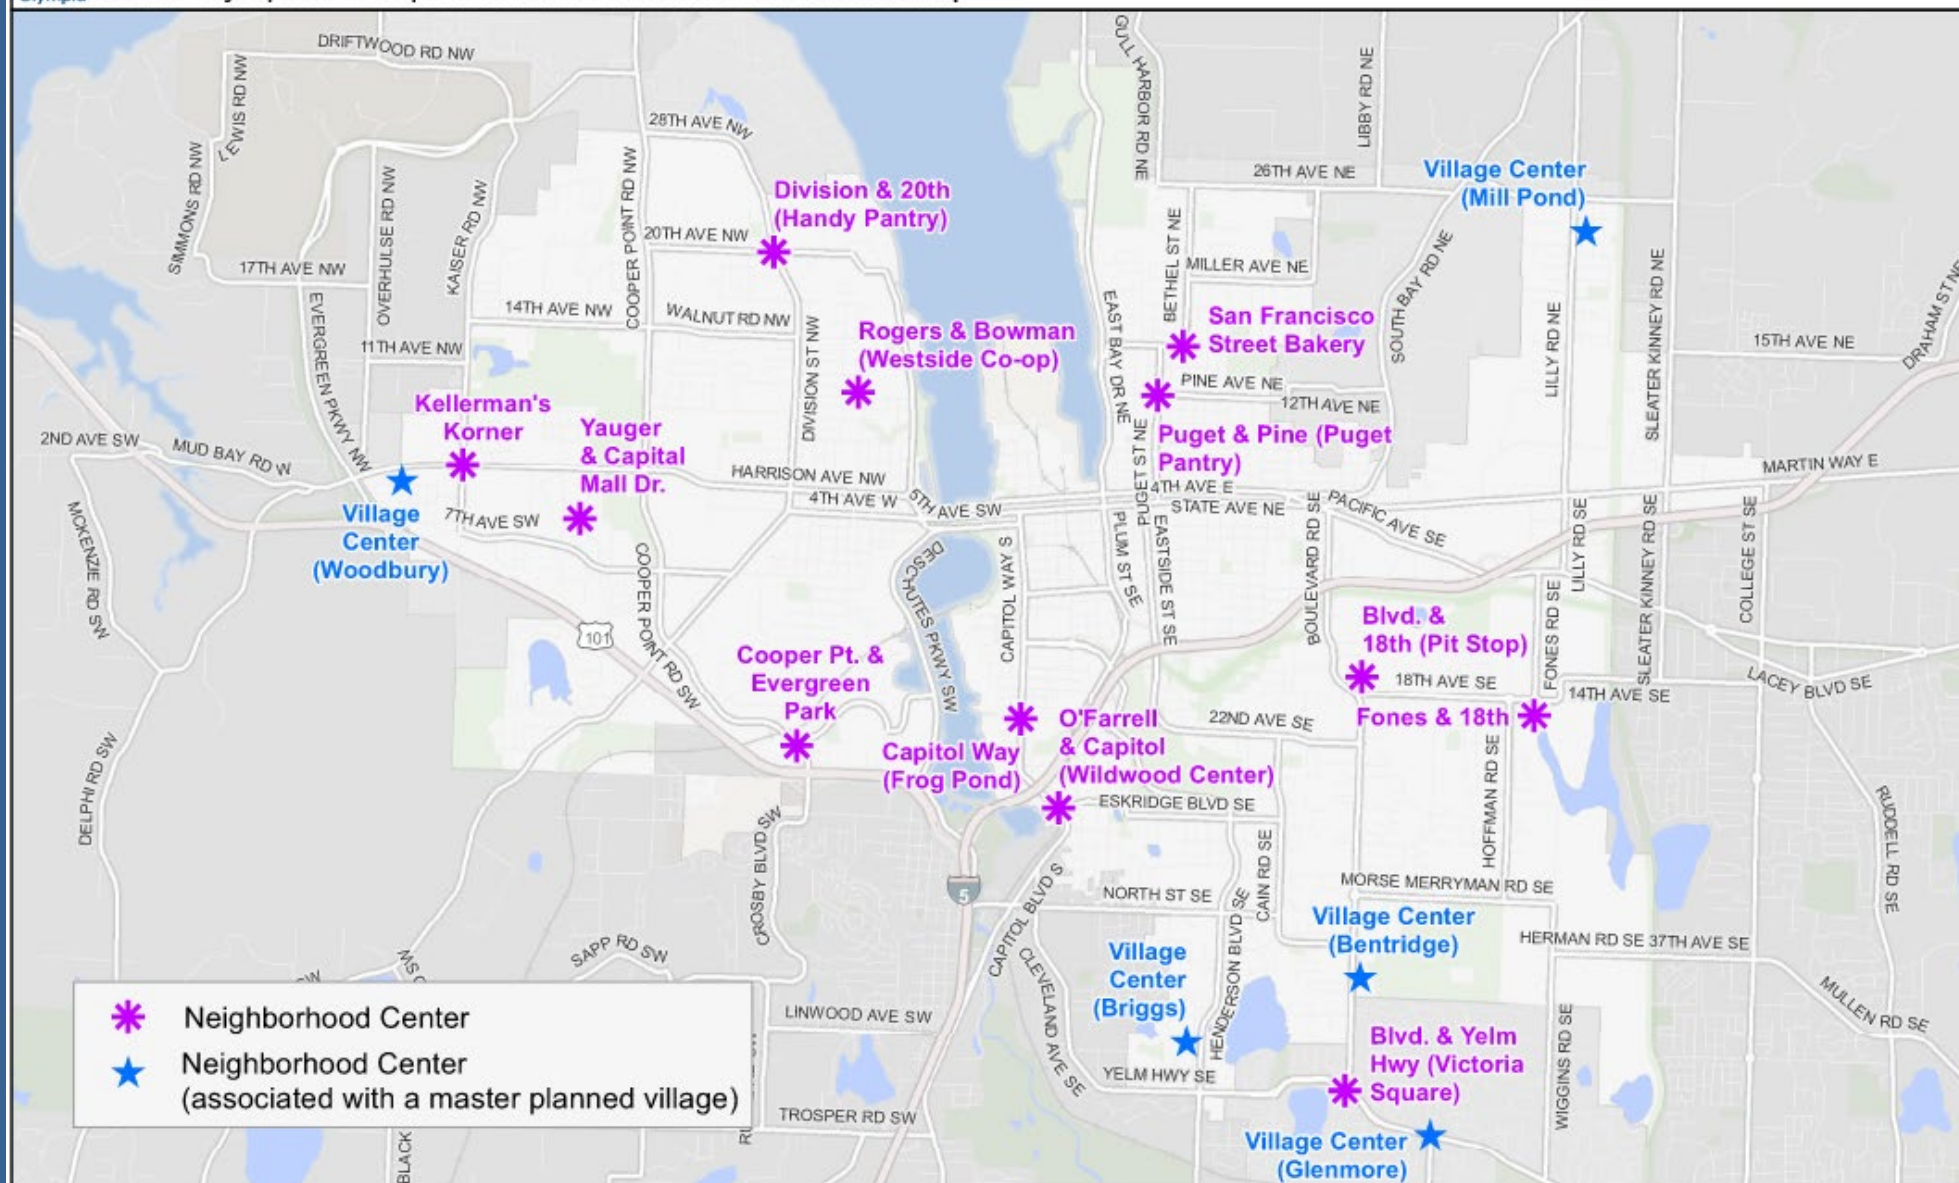 DRIFTWOOD RD NW
LEWIS RD NW
SIMMONS RD NW
OVERHULSE RD NW
KAISER RD NW
17TH AVE NW
EVERGREEN PKWY NW
11TH AVE NW
14TH AVE NW
28TH AVE NW
COOPER POINT RD NW
20TH AVE NW
WALNUT RD NW
DIVISION ST NW
Division & 20th
(Handy Pantry)
Rogers & Bowman
(Westside Co-op)
Kellerman's
Korner
Yauger
& Capital
Mall Dr.
2ND AVE SW
MUD BAY RD W
MCKENZIE RD SW
Village
Center
(Woodbury)
7TH AVE SW
HARRISON AVE NW
4TH AVE W
5TH AVE SW
GULL HARBOR RD NE
LIBBY RD NE
26TH AVE NE
Village Center
(Mill Pond)
BETHEL ST NE
MILLER AVE NE
SOUTH BAY RD NE
LILLY RD NE
SLEATER KINNEY RD NE
EAST BAY DR NE
San Francisco
Street Bakery
PINE AVE NE
12TH AVE NE
15TH AVE NE
DRAHAM ST NE
Puget & Pine (Puget
Pantry)
PUGET ST NE
4TH AVE E
STATE AVE NE
MARTIN WAY E
PACIFIC AVE SE
BOULEVARD RD SE
LILLY RD SE
SLEATER KINNEY RD SE
COLLEGE ST SE
PLUM ST SE
EASTSIDE ST SE
CAPITOL WAY S
DESCHUTES PKWY SW
COOPER POINT RD SW
101
Cooper Pt. &
Evergreen
Park
Capitol Way
(Frog Pond)
O'Farrell
& Capitol
(Wildwood Center)
Blvd. &
18th (Pit Stop)
18TH AVE SE
FONES RD SE
14TH AVE SE
LACEY BLVD SE
Fones & 18th
22ND AVE SE
HOFFMAN RD SE
DELPHI RD SW
CROSBY BLVD SW
ESKRIDGE BLVD SE
CAIN RD SE
RUDDELL RD SE
5
NORTH ST SE
MORSE MERRYMAN RD SE
CAPITOL BLVD S
HENDERSON BLVD SE
Village Center
(Bentridge)
HERMAN RD SE
37TH AVE SE
MULLEN RD SE
SAPP RD SW
SW
SW
Village
Center
(Briggs)
CLEVELAND AVE SE
LINWOOD AVE SW
YELM HWY SE
Blvd. & Yelm
Hwy (Victoria
Square)
WIGGINS RD SE
TROSPER RD SW
BLACK
Village Center
(Glenmore)
Neighborhood Center
Neighborhood Center
(associated with a master planned village)